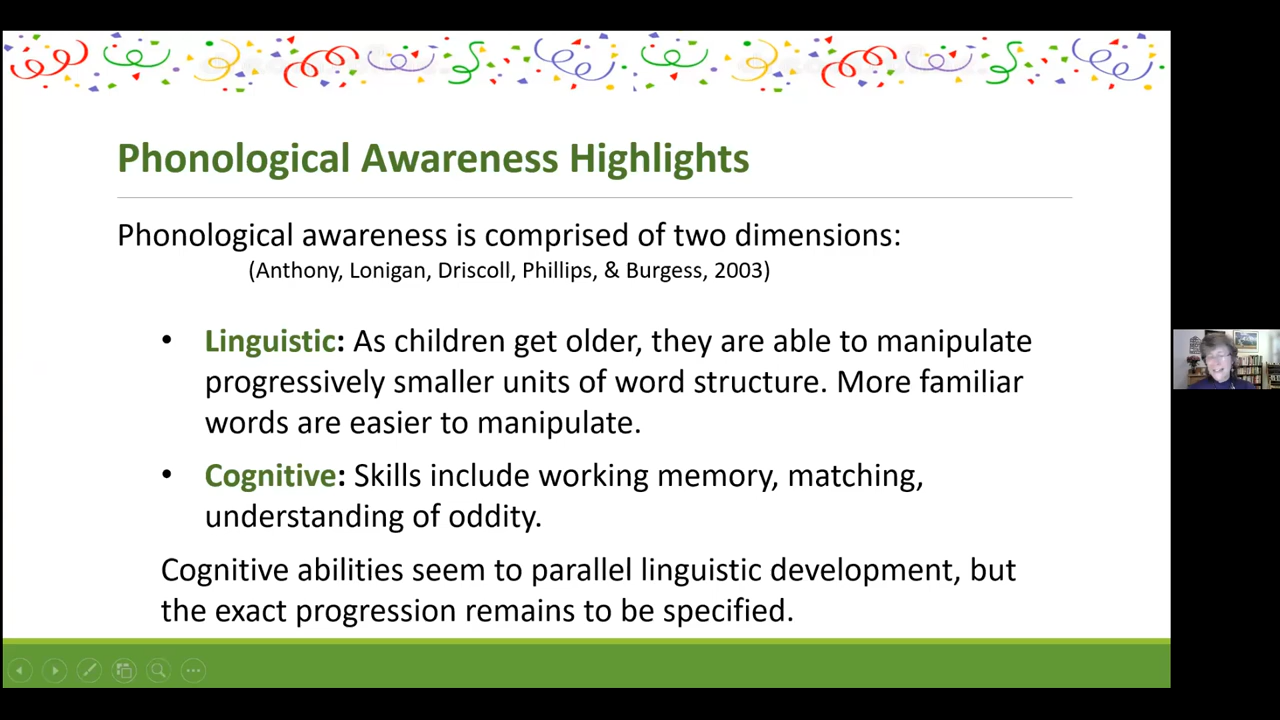 Phonological Awareness Highlights
Phonological awareness is comprised of two dimensions:
(Anthony, Lonigan, Driscoll, Phillips, & Burgess, 2003)
• Linguistic: As children get older, they are able to manipulate
progressively smaller units of word structure. More familiar
words are easier to manipulate.
• Cognitive: Skills include working memory, matching,
understanding of oddity.
Cognitive abilities seem to parallel linguistic development, but
the exact progression remains to be specified.